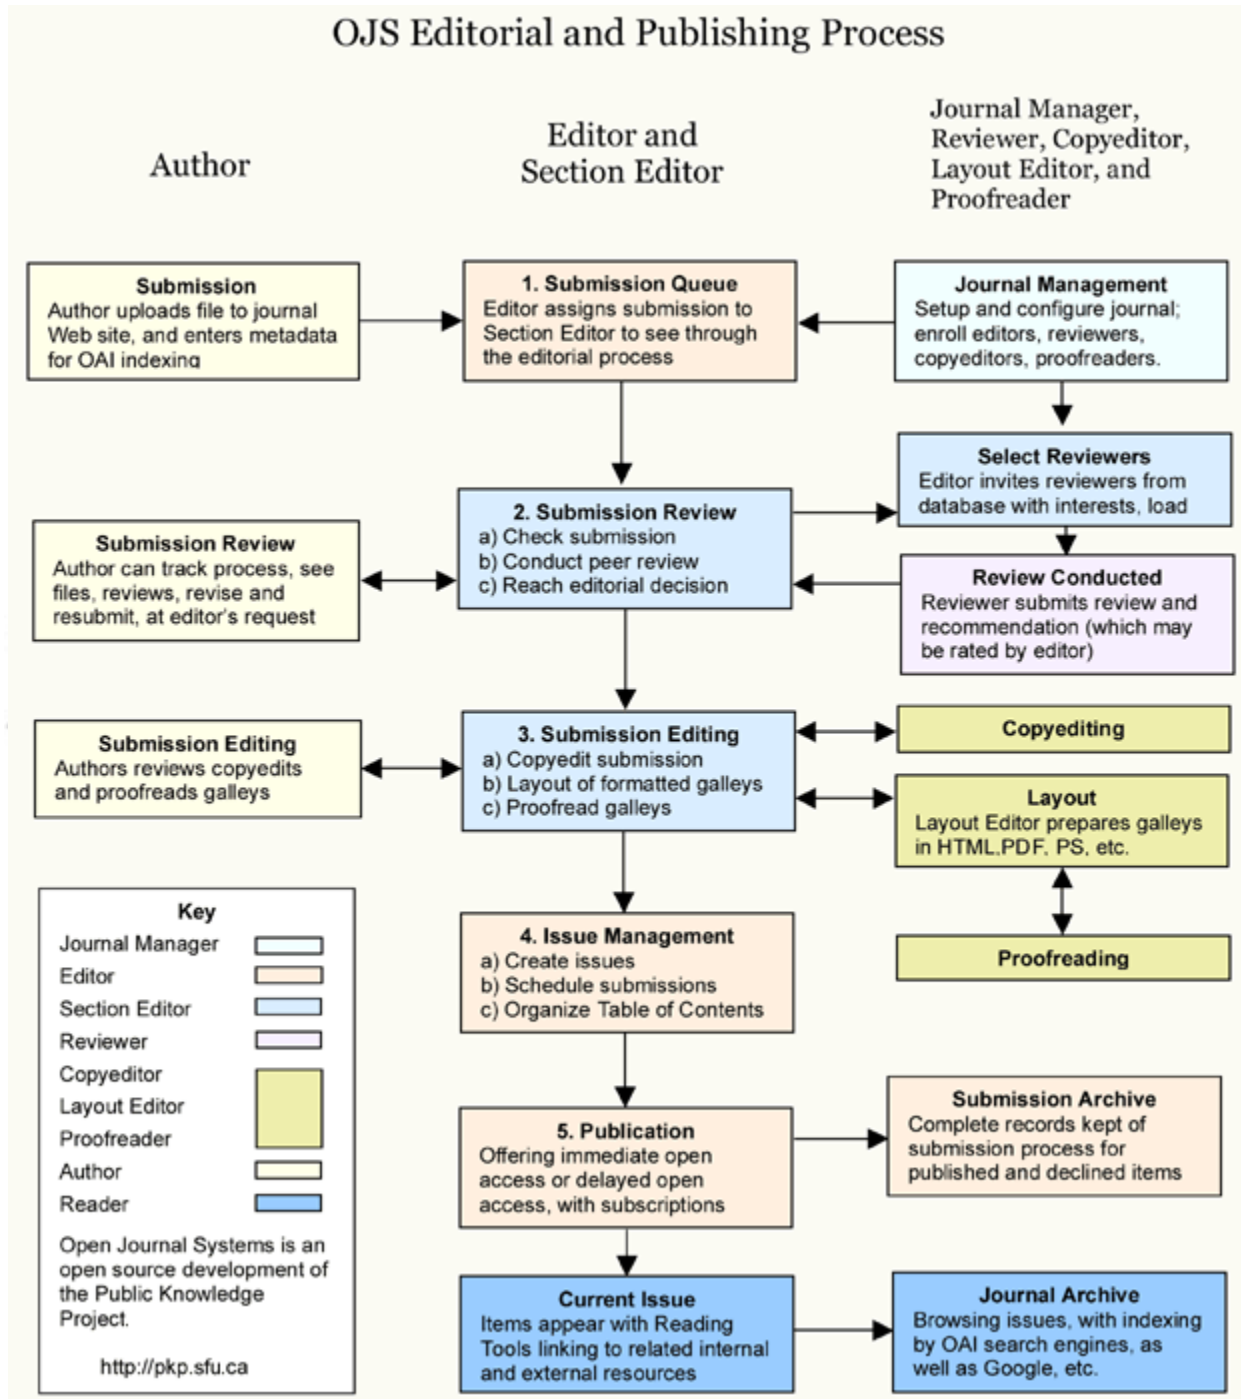 OJS Editorial and Publishing Process
Author
Editor and
Section Editor
Journal Manager,
Reviewer, Copyeditor,
Layout Editor, and
Proofreader
Submission
Author uploads file to journal
Web site, and enters metadata
for OAI indexing
1. Submission Queue
Editor assigns submission to
Section Editor to see through
the editorial process
Journal Management
Setup and configure journal;
enroll editors, reviewers,
copyeditors, proofreaders.
Select Reviewers
Editor invites reviewers from
database with interests, load
Submission Review
Author can track process, see
files, reviews, revise and
resubmit, at editor's request
2. Submission Review
a) Check submission
b) Conduct peer review
c) Reach editorial decision
Review Conducted
Reviewer submits review and
recommendation (which may
be rated by editor)
Submission Editing
Authors reviews copyedits
and proofreads galleys
3. Submission Editing
a) Copyedit submission
b) Layout of formatted galleys
c) Proofread galleys
Copyediting
Layout
Layout Editor prepares galleys
in HTML,PDF, PS, etc.
Proofreading
4. Issue Management
a) Create issues
b) Schedule submissions
c) Organize Table of Contents
5. Publication
Offering immediate open
access or delayed open
access, with subscriptions
Submission Archive
Complete records kept of
submission process for
published and declined items
Current Issue
Items appear with Reading
Tools linking to related internal
and external resources
Journal Archive
Browsing issues, with indexing
by OAI search engines, as
well as Google, etc.
Key
Journal Manager
Editor
Section Editor
Reviewer
Copyeditor
Layout Editor
Proofreader
Author
Reader
Open Journal Systems is an
open source development of
the Public Knowledge
Project.
http://pkp.sfu.ca